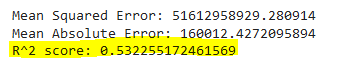 Mean Squared Error: 51612958929.280914
Mean Absolute Error: 160012.4272095894
R^2 score: 0.532255172461569